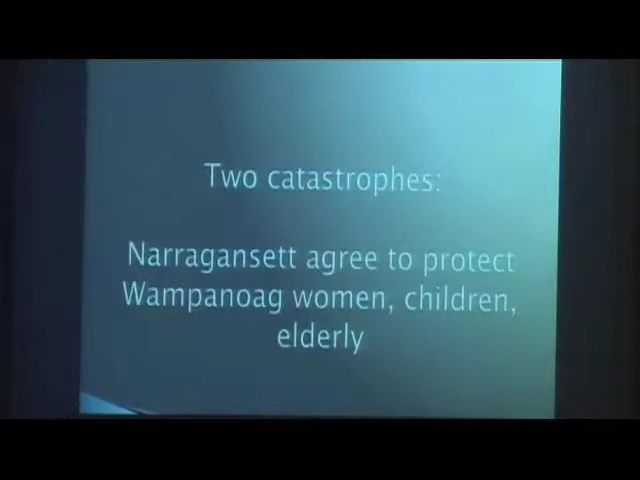 Two catastrophes:
Narragansett agree to protect
Wampanoag women, children,
elderly